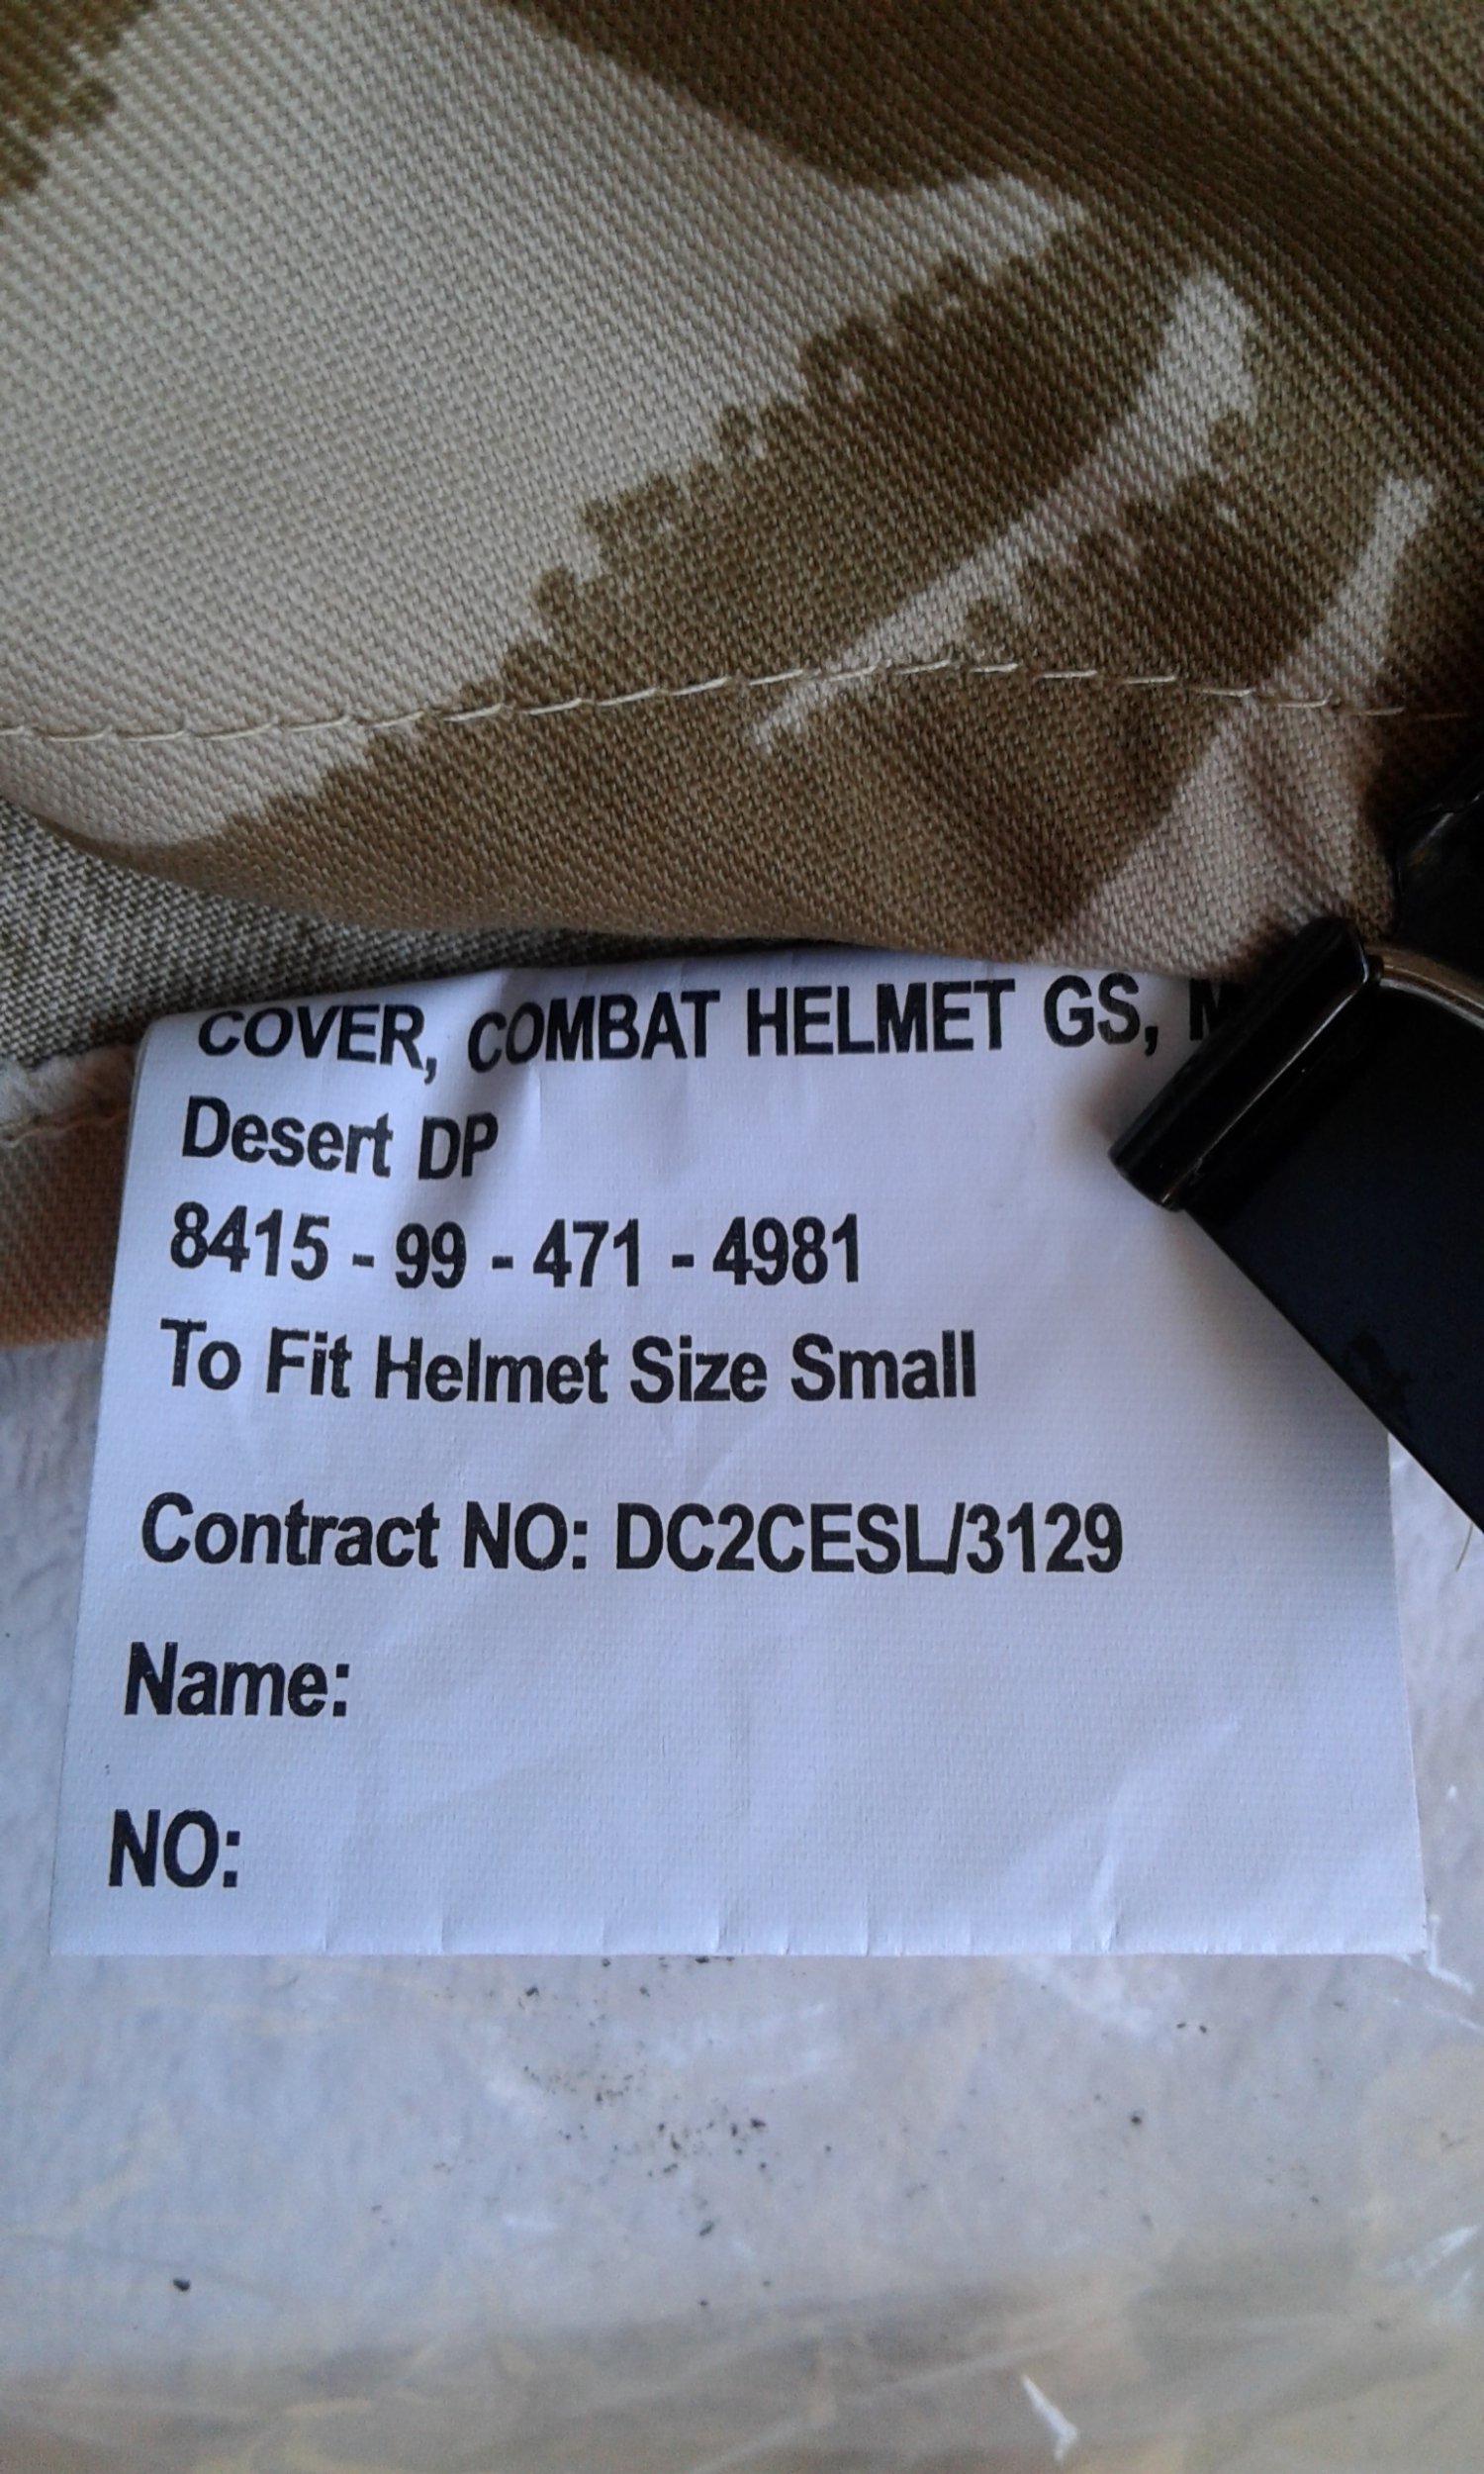 COVER, COMBAT HELMET GS,
Desert DP
8415 - 99 - 471 - 4981
To Fit Helmet Size Small
Contract NO: DC2CESL/3129
Name:
NO: